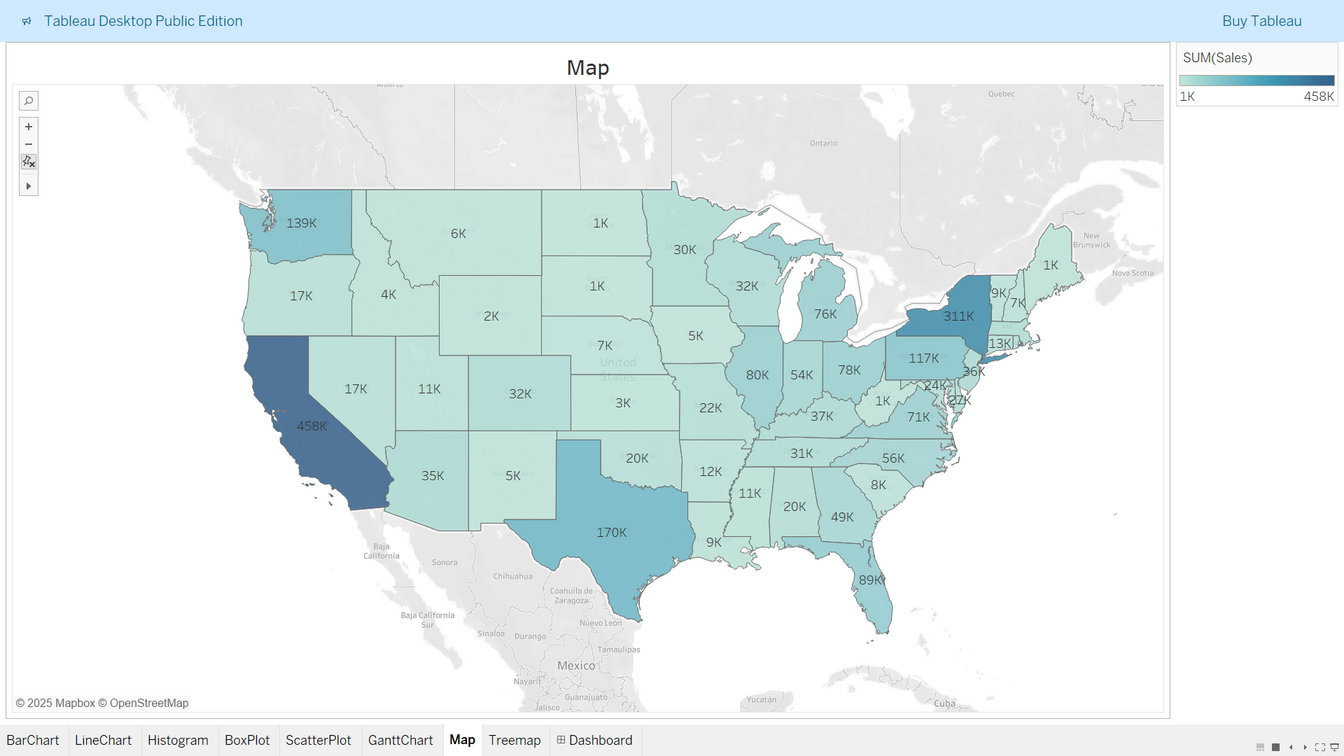 Tableau Desktop Public Edition
Buy Tableau
Map
SUM(Sales)
1K 458K
Alberta
Quebec
Ontario
New
Brunswick
Nova Scotia
139K
6K
1K
30K
1K
17K
4K
1K
32K
9K
7K
2K
76K
311K
5K
13K
7K
United
States
117K
36K
17K
11K
32K
80K
54K
78K
24K
27K
3K
22K
37K
1K
71K
458K
31K
56K
35K
5K
20K
12K
8K
11K
20K
49K
170K
9K
89K
Baja
California
Sonora
Chihuahua
Coahuila de
Zaragoza
Baja California
Sur
Nuevo León
Sinaloa
Durango
Tamaulipas
Mexico
Nayarit
Guanajuato
Jalisco
Yucatán
Cuba
© 2025 Mapbox © OpenStreetMap
BarChart LineChart Histogram BoxPlot ScatterPlot GanttChart Map Treemap Dashboard